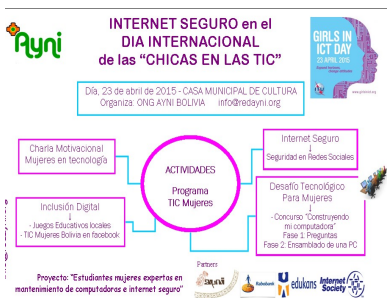 Ayni
INTERNET SEGURO en el
DIA INTERNACIONAL
de las “CHICAS EN LAS TIC”
GIRLS IN
ICT DAY
23 APRIL 2015
Día, 23 de abril de 2015 - CASA MUNICIPAL DE CULTURA
Organiza: ONG AYNI BOLIVIA info@redayni.org
Charla Motivacional
Mujeres en tecnología
Inclusión Digital
↓
- Juegos Educativos locales
- TIC Mujeres Bolivia en facebook
ACTIVIDADES
Programa
TIC Mujeres
Internet Seguro
↓
Seguridad en Redes Sociales
Desafío Tecnológico
Para Mujeres
↓
- Concurso “Construyendo
mi computadora”
Fase 1: Preguntas
Fase 2: Ensamblado de una PC
Proyecto: “Estudiantes mujeres expertas en
mantenimiento de computadoras e internet seguro”
Partners
Rabobank
edukans
Internet
Society